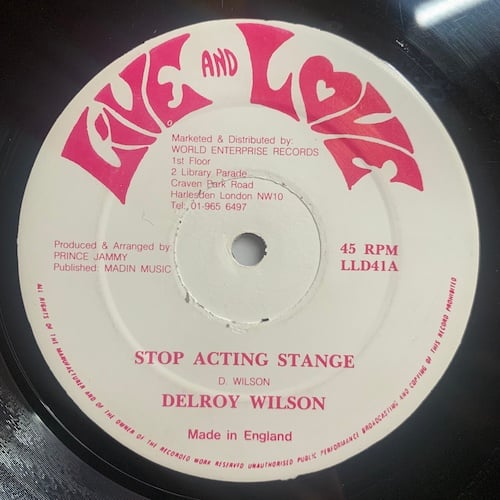 LIVE AND LOVE
Marketed & Distributed by:
WORLD ENTERPRISE RECORDS
1st Floor
2 Library Parade
Craven Park Road
Harlesden London NW10
Tel: 01-965 6497
Produced & Arranged by
PRINCE JAMMY
Published: MADIN MUSIC
45 RPM
LLD41A
STOP ACTING STANGE
D. WILSON
DELROY WILSON
Made in England
ALL RIGHTS OF THE MANUFACTURER AND OF THE OWNER OF THE RECORDED WORK RESERVED UNAUTHORISED PUBLIC PERFORMANCE BROADCASTING AND COPYING OF THIS RECORD PROHIBITED